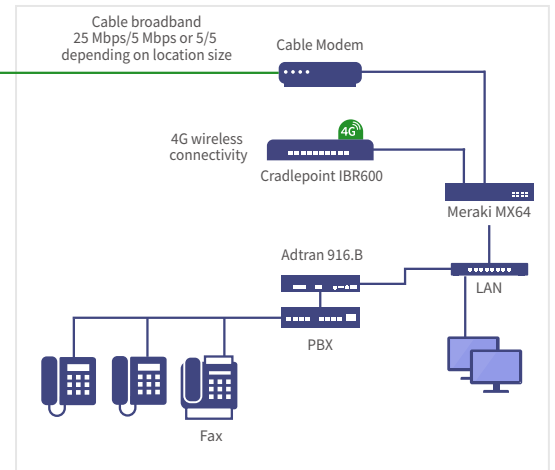 Cable broadband
25 Mbps/5 Mbps or 5/5
depending on location size
Cable Modem
4G
4G wireless
connectivity
Cradlepoint IBR600
Meraki MX64
Adtran 916.B
LAN
PBX
Fax